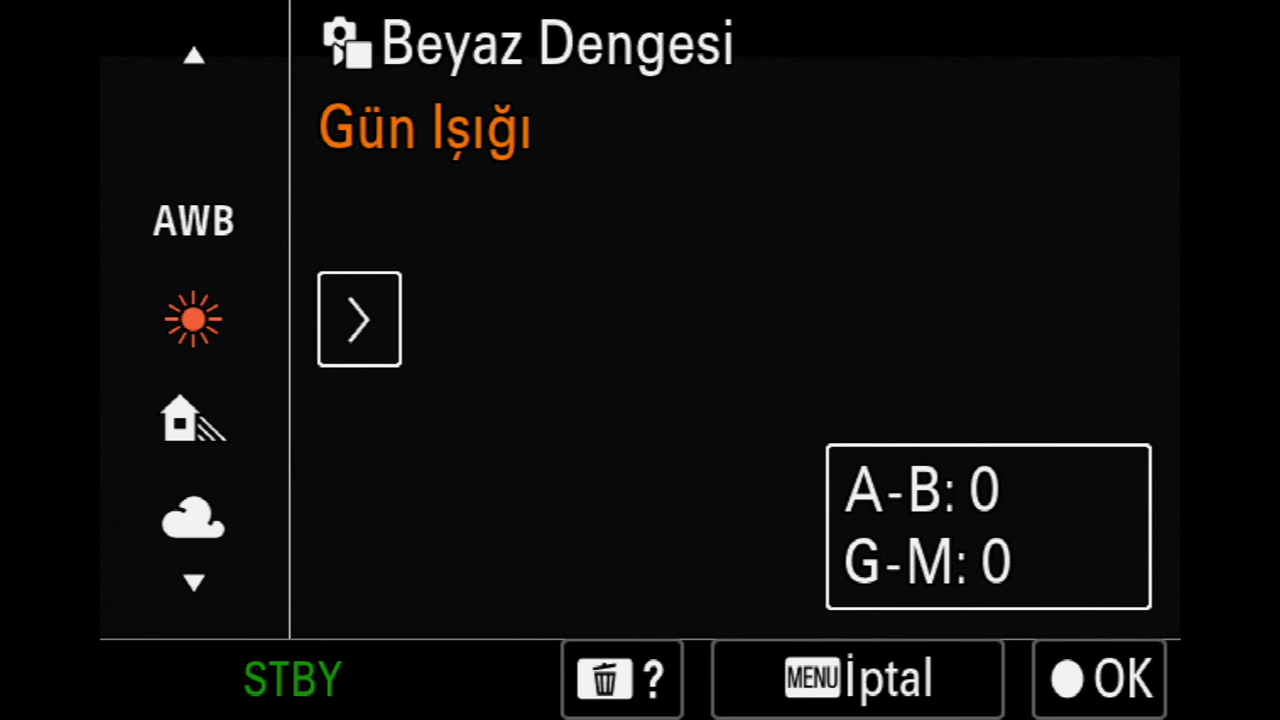 Beyaz Dengesi
Gün Işığı
AWB
A-B: 0
G-M: 0
STBY
?
MENU İptal
OK